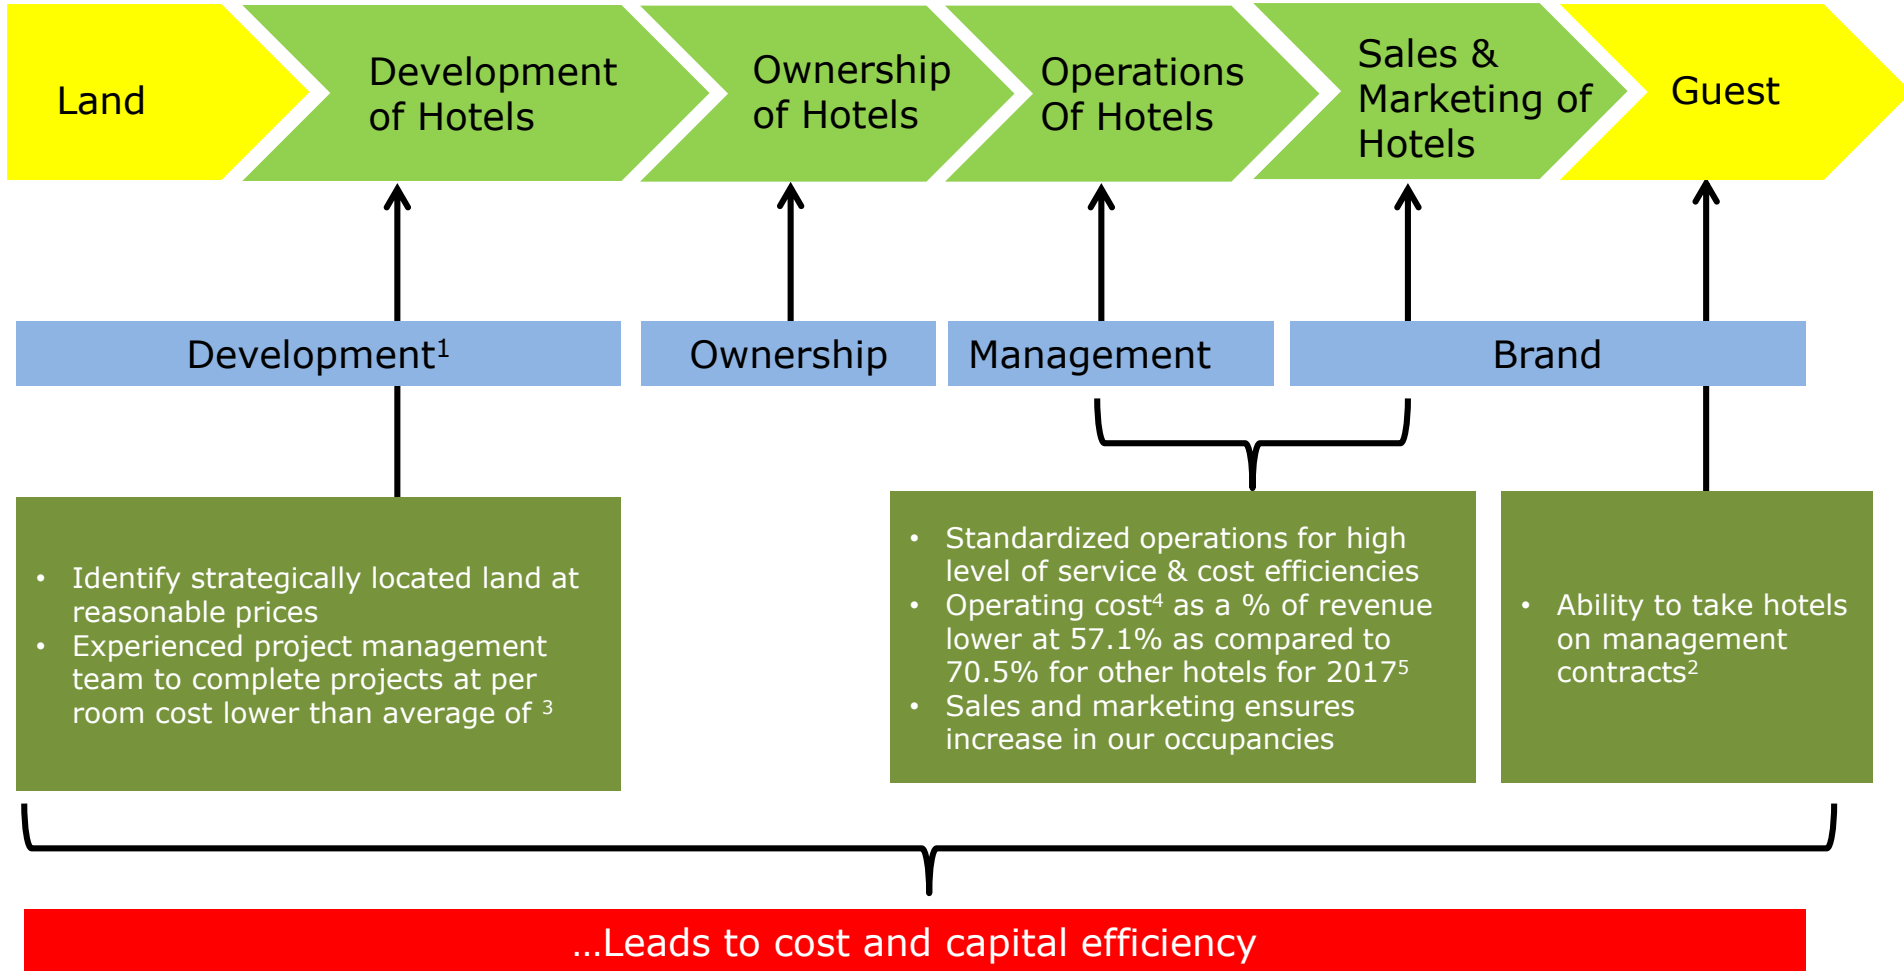 Land
Development
of Hotels
Ownership
of Hotels
Operations
Of Hotels
Sales &
Marketing of
Hotels
Guest
Development¹
Ownership
Management
Brand
• Identify strategically located land at
reasonable prices
• Experienced project management
team to complete projects at per
room cost lower than average of ³
• Standardized operations for high
level of service & cost efficiencies
• Operating cost⁴ as a % of revenue
lower at 57.1% as compared to
70.5% for other hotels for 2017⁵
• Sales and marketing ensures
increase in our occupancies
• Ability to take hotels
on management
contracts²
…Leads to cost and capital efficiency